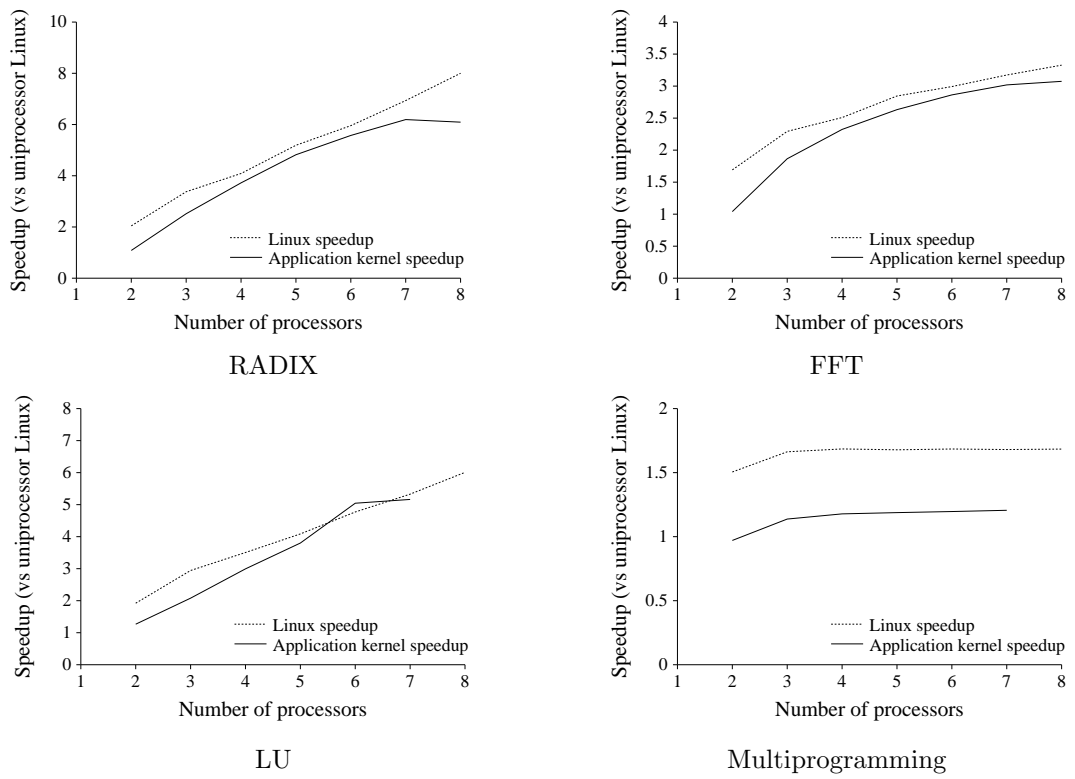 Speedup (vs uniprocessor Linux)
10
8
6
4
2
0
Linux speedup
Application kernel speedup
1 2 3 4 5 6 7 8
Number of processors
RADIX
Speedup (vs uniprocessor Linux)
4
3.5
3
2.5
2
1.5
1
0.5
0
Linux speedup
Application kernel speedup
1 2 3 4 5 6 7 8
Number of processors
FFT
Speedup (vs uniprocessor Linux)
8
7
6
5
4
3
2
1
0
Linux speedup
Application kernel speedup
1 2 3 4 5 6 7 8
Number of processors
LU
Speedup (vs uniprocessor Linux)
2
1.5
1
0.5
0
Linux speedup
Application kernel speedup
1 2 3 4 5 6 7 8
Number of processors
Multiprogramming